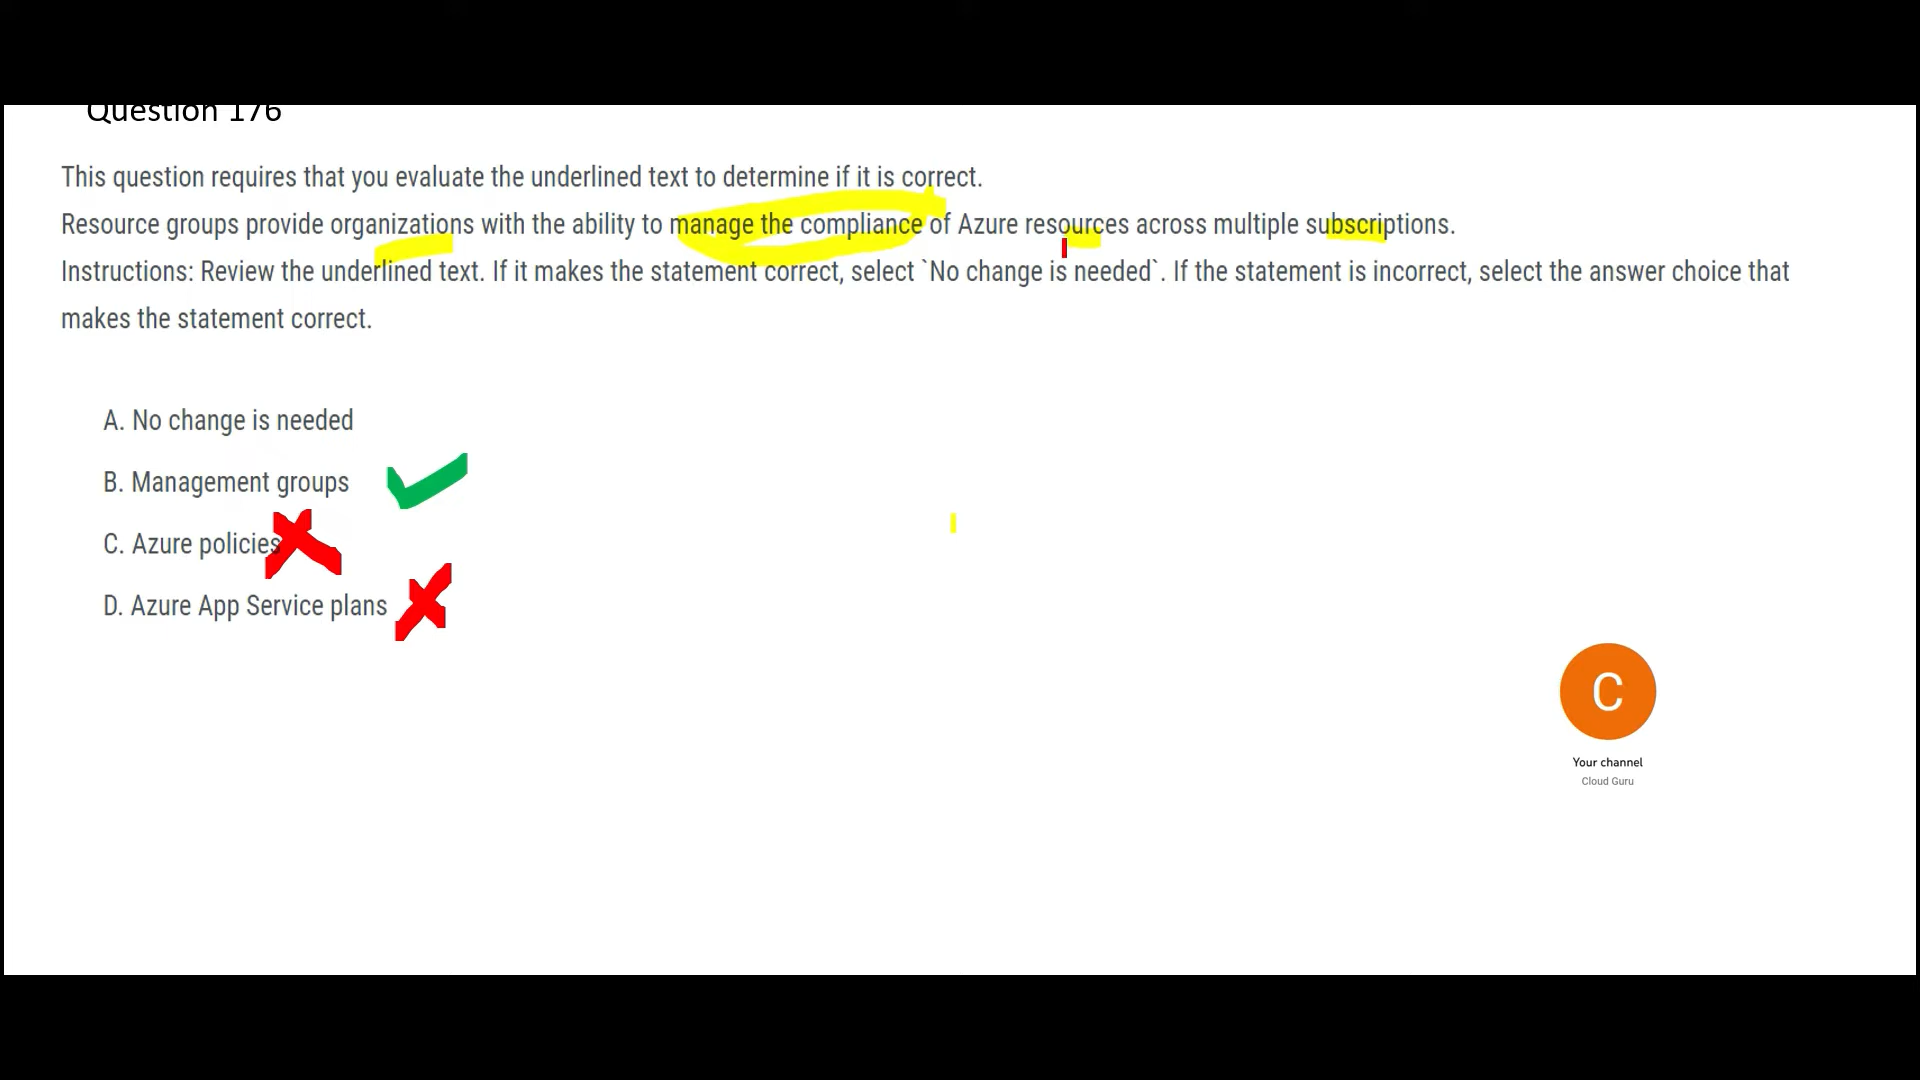 Question 176
This question requires that you evaluate the underlined text to determine if it is correct.
Resource groups provide organizations with the ability to manage the compliance of Azure resources across multiple subscriptions.
Instructions: Review the underlined text. If it makes the statement correct, select `No change is needed`. If the statement is incorrect, select the answer choice that
makes the statement correct.
A. No change is needed
B. Management groups
C. Azure policies
D. Azure App Service plans
C
Your channel
Cloud Guru